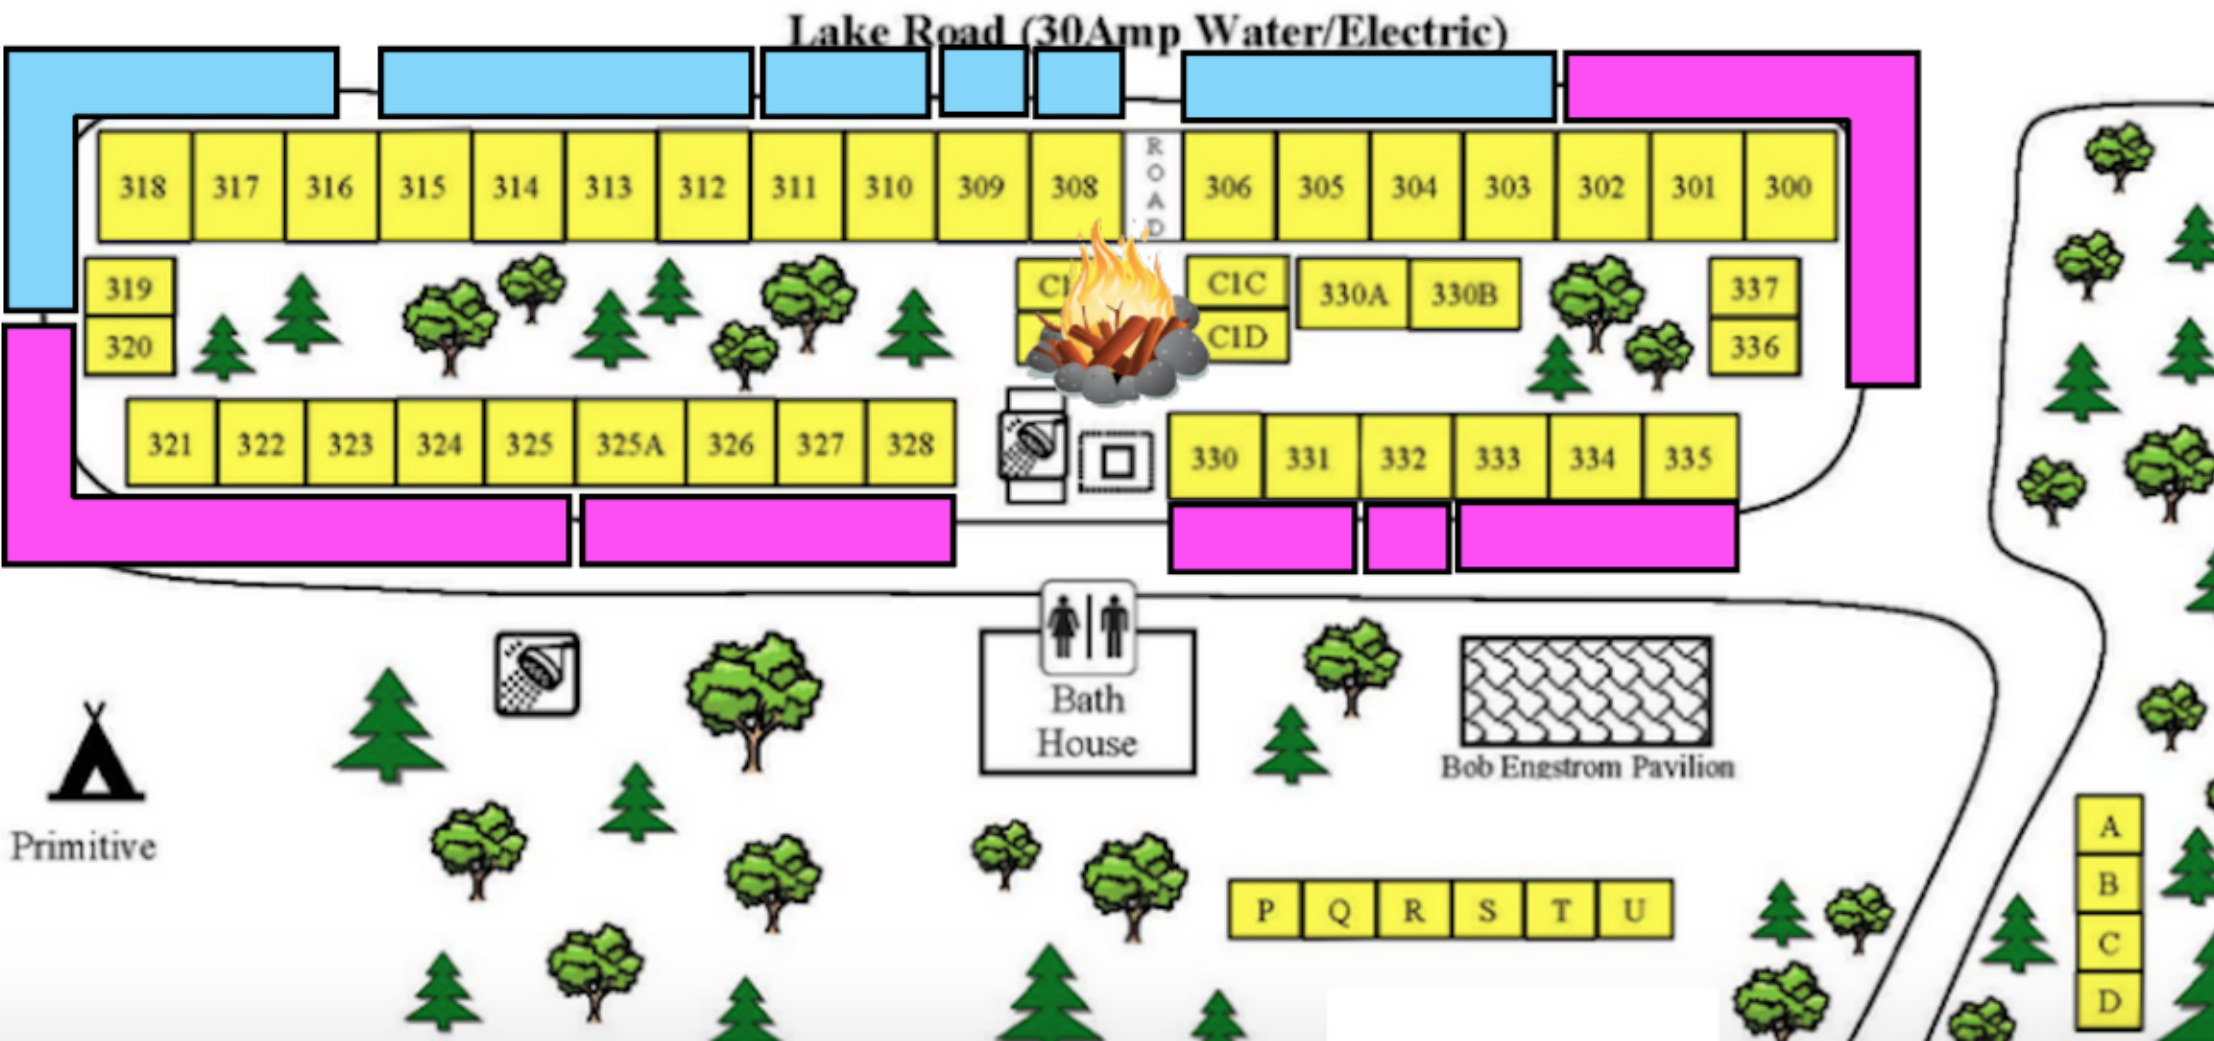 Lake Road (30Amp Water/Electric)
318 317 316 315 314 313 312 311 310 309 308 ROAD 306 305 304 303 302 301 300
319 C1C 330A 330B 337
320 C1D 336
321 322 323 324 325 325A 326 327 328 330 331 332 333 334 335
Bath
House
Bob Engstrom Pavilion
Primitive
P Q R S T U
A
B
C
D